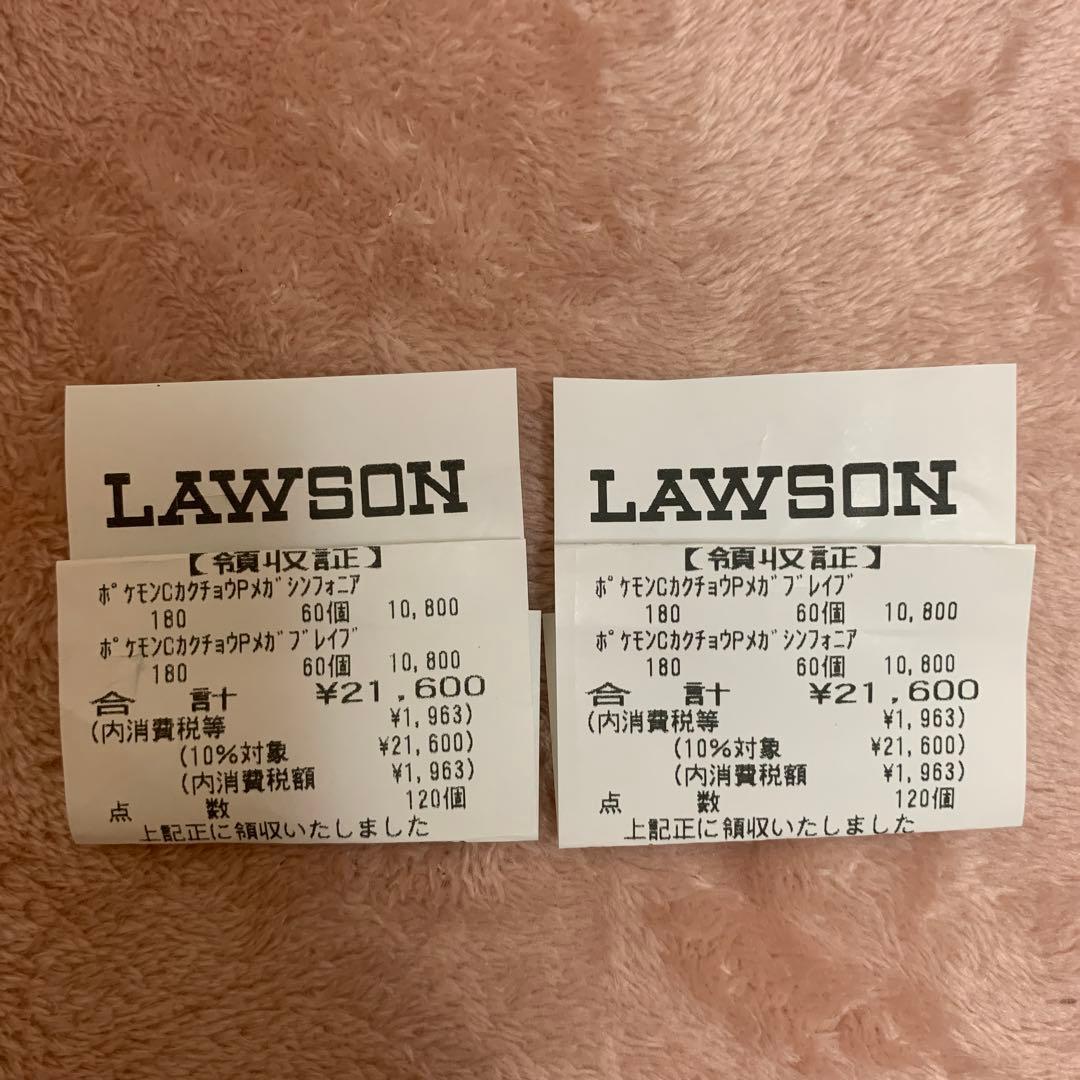 LAWSON
【領収証】
ポケモンCカクチョウPメガシンフォニア
180 60個 10,800
ポケモンCカクチョウPメガブレイブ
180 60個 10,800
合 計 ¥21,600
(内消費税等 ¥1,963)
(10%対象 ¥21,600)
(内消費税額 ¥1,963)
点 数 120個
上記正に領収いたしました
LAWSON
【領収証】
ポケモンCカクチョウPメガブレイブ
180 60個 10,800
ポケモンCカクチョウPメガシンフォニア
180 60個 10,800
合 計 ¥21,600
(内消費税等 ¥1,963)
(10%対象 ¥21,600)
(内消費税額 ¥1,963)
点 数 120個
上記正に領収いたしました